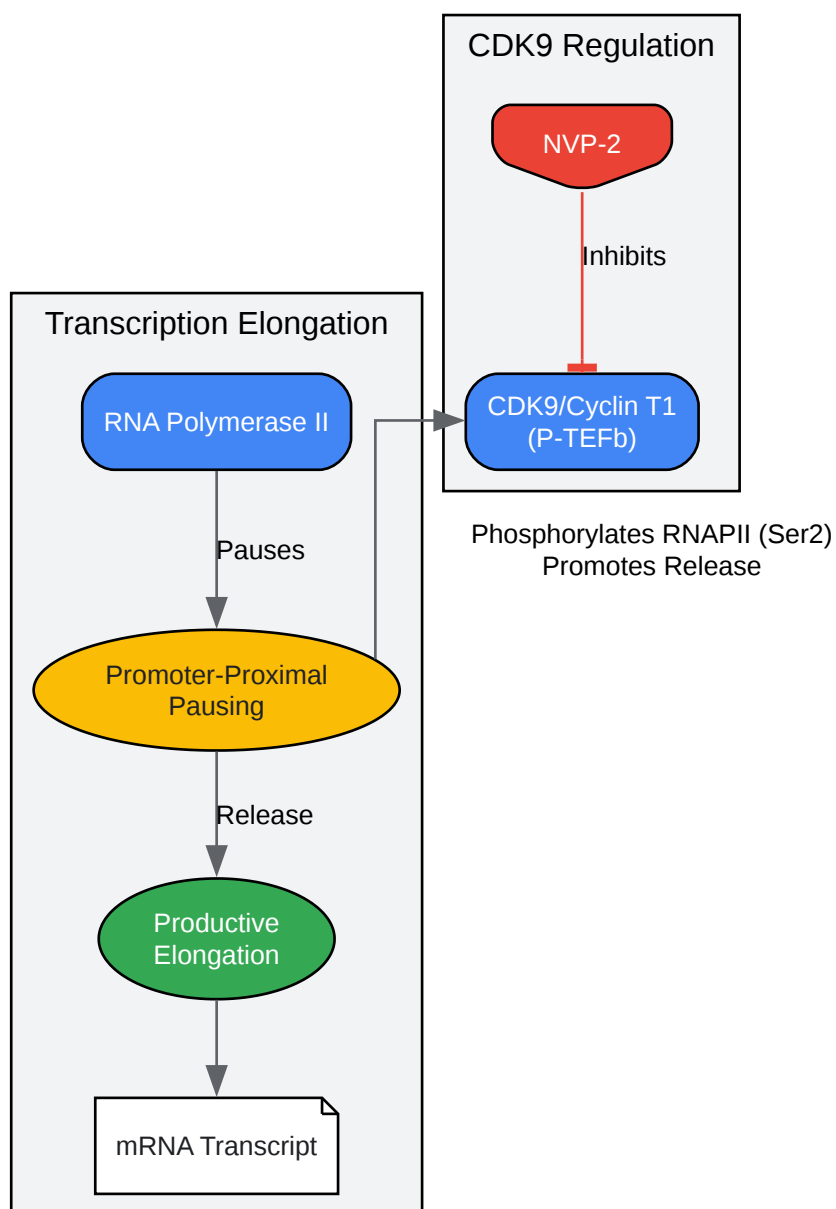 CDK9 Regulation
NVP-2
Inhibits
Transcription Elongation
RNA Polymerase II
CDK9/Cyclin T1
(P-TEFb)
Phosphorylates RNAPII (Ser2)
Promotes Release
Pauses
Promoter-Proximal
Pausing
Release
Productive
Elongation
mRNA Transcript